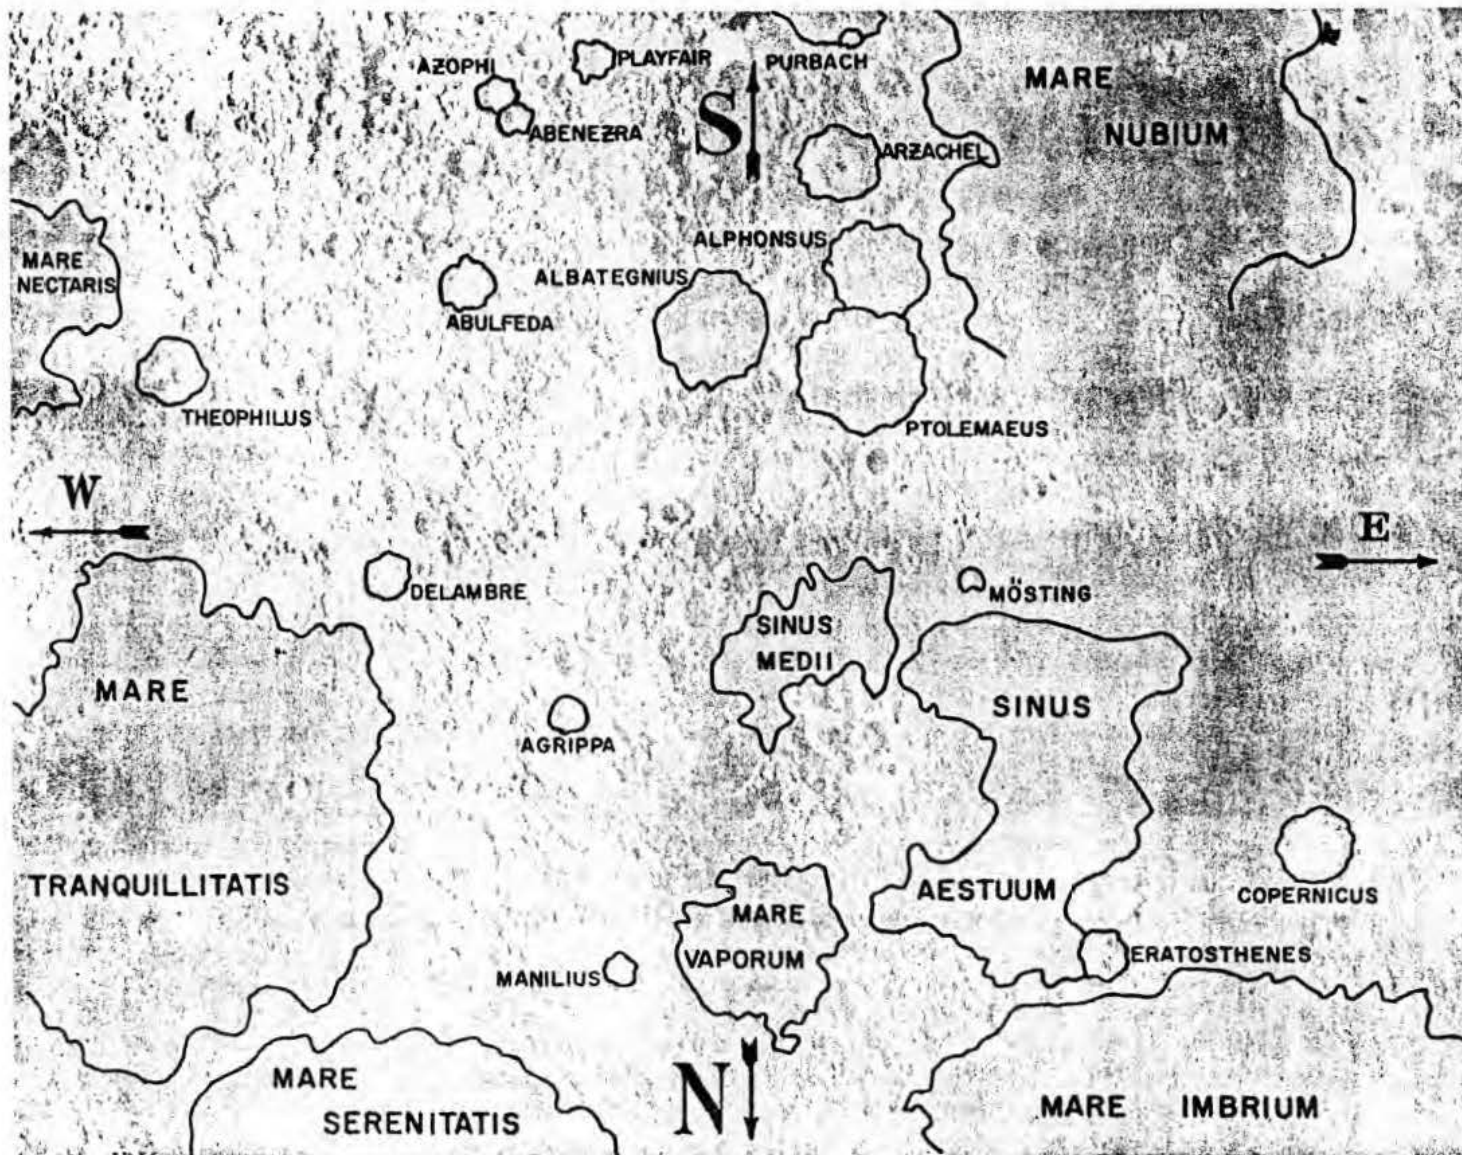 PLAYFAIR
PURBACH
AZOPHI
MARE
NUBIUM
S
ABENEZRA
ARZACHEL
ALPHONSUS
MARE
NECTARIS
ALBATEGNIUS
ABULFEDA
THEOPHILUS
PTOLEMAEUS
W
E
DELAMBRE
MÖSTING
SINUS
MEDII
MARE
SINUS
AGRIPPA
TRANQUILLITATIS
AESTUUM
COPERNICUS
MARE
VAPORUM
ERATOSTHENES
MANILIUS
MARE
SERENITATIS
N
MARE IMBRIUM